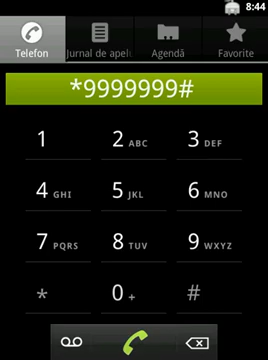 8:44
Telefon Jurnal de apelu Agendă Favorite
*9999999#
1 2 ABC 3 DEF
4 GHI 5 JKL 6 MNO
7 PQRS 8 TUV 9 WXYZ
* 0 + #